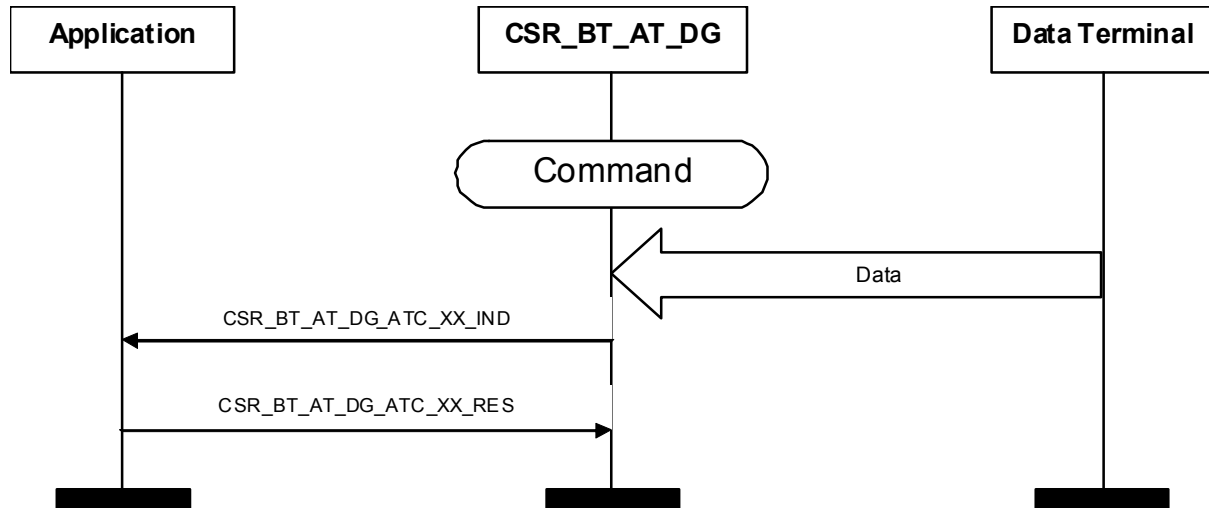 Application
CSR_BT_AT_DG
Data Terminal
Command
Data
CSR_BT_AT_DG_ATC_XX_IND
CSR_BT_AT_DG_ATC_XX_RES